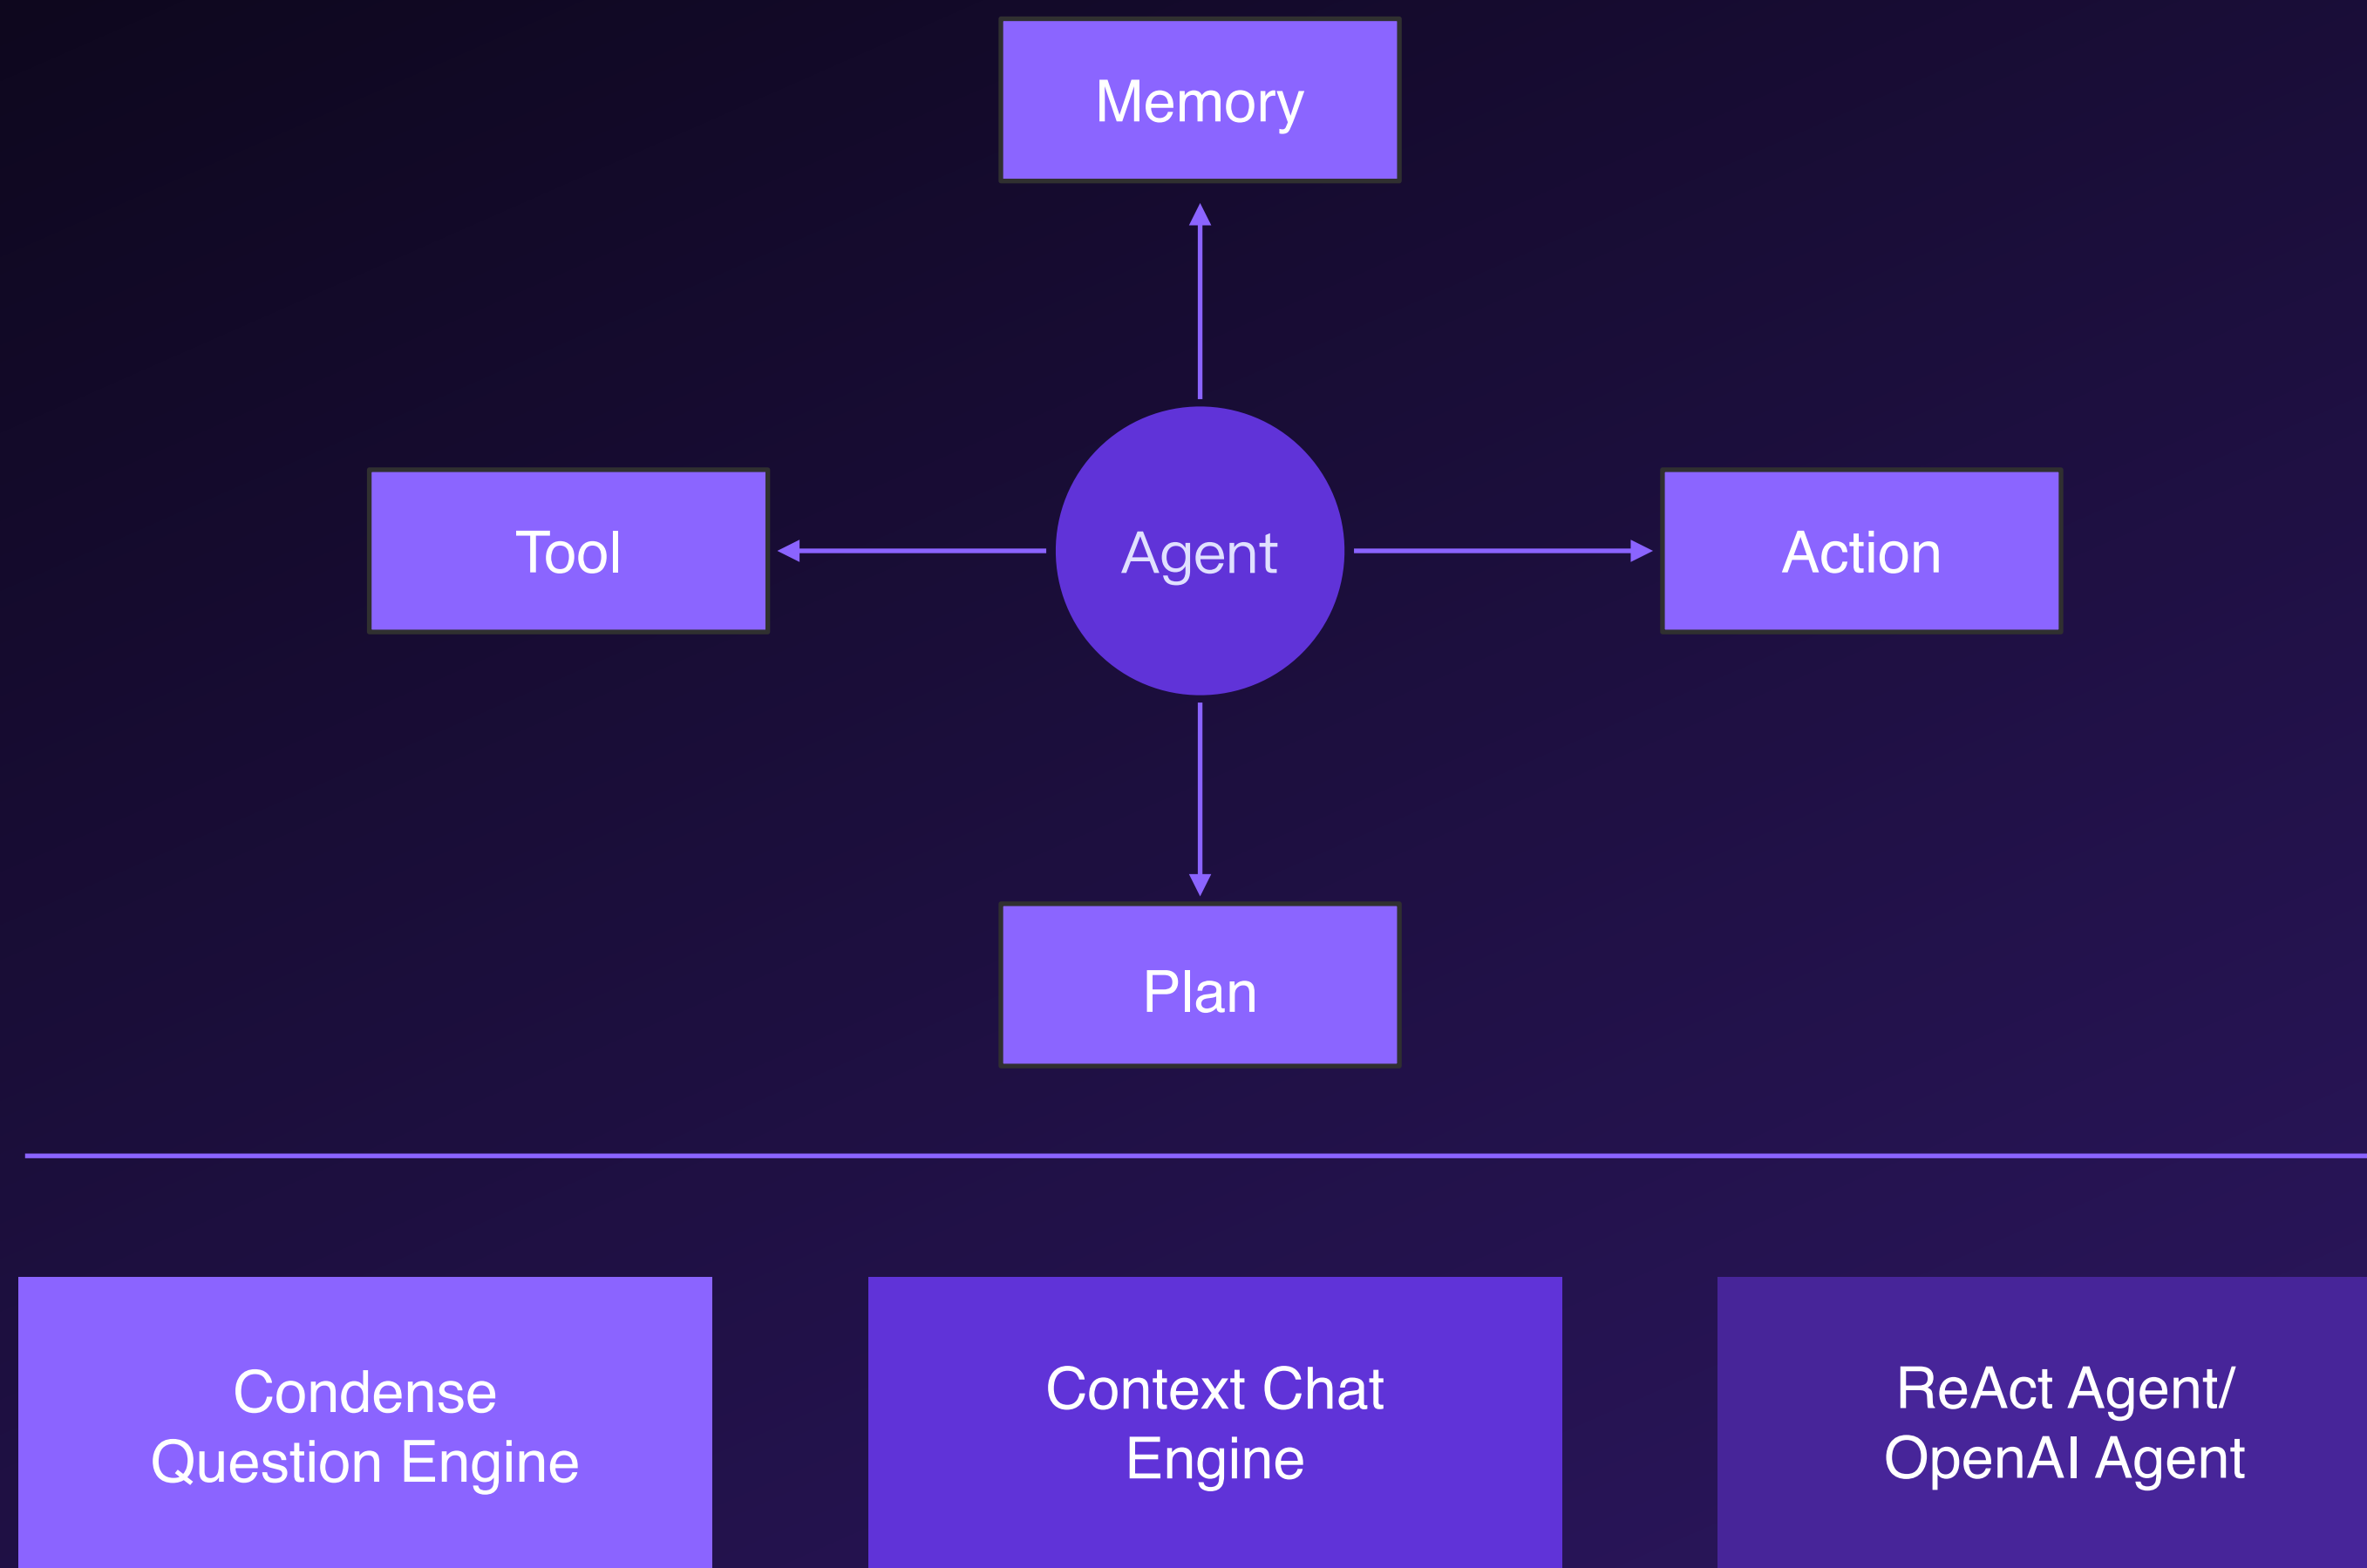 Memory
Tool
Agent
Action
Plan
Condense
Question Engine
Context Chat
Engine
ReAct Agent/
OpenAI Agent